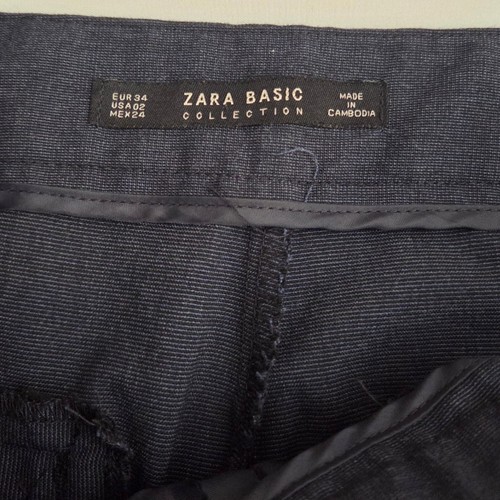 EUR 34
USA 02
MEX 24
ZARA BASIC
COLLECTION
MADE
IN
CAMBODIA